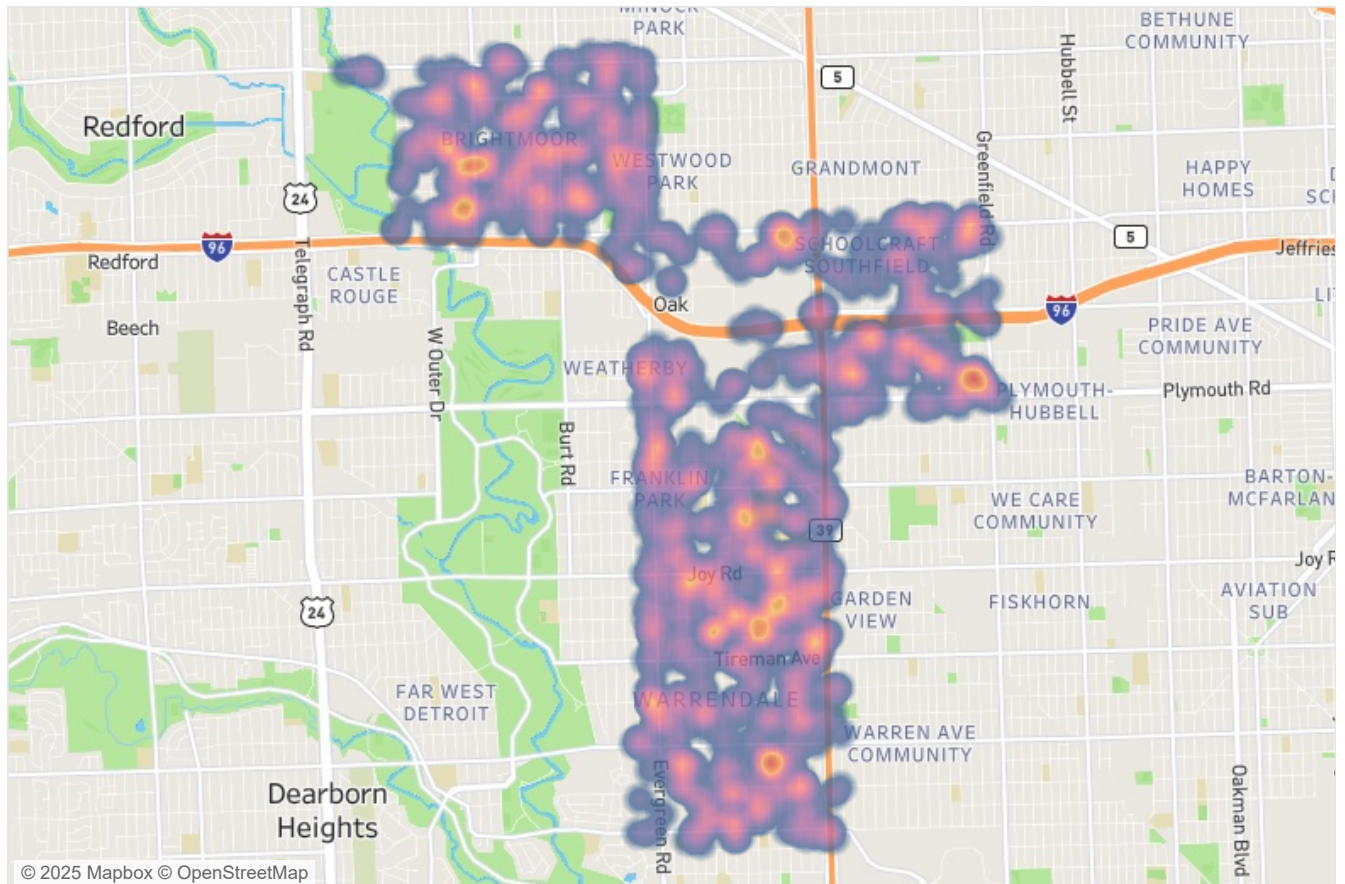 MINOCK
PARK
BETHUNE
COMMUNITY
Hubbell St
5
Redford
BRIGHTMOOR
WESTWOOD
PARK
GRANDMONT
Greenfield Rd
HAPPY
HOMES
24
5
96
Redford
Telegraph Rd
CASTLE
ROUGE
SCHOOLCRAFT
SOUTHFIELD
Jeffries
Oak
96
Beech
W Outer Dr
PRIDE AVE
COMMUNITY
WEATHERBY
PLYMOUTH-
HUBBELL
Plymouth Rd
Burt Rd
FRANKLIN
PARK
WE CARE
COMMUNITY
BARTON-
MCFARLAN
39
Joy Rd
Joy R
24
GARDEN
VIEW
FISKHORN
AVIATION
SUB
Tireman Ave
FAR WEST
DETROIT
WARRENDALE
WARREN AVE
COMMUNITY
Dearborn
Heights
Evergreen Rd
Oakman Blvd
© 2025 Mapbox © OpenStreetMap